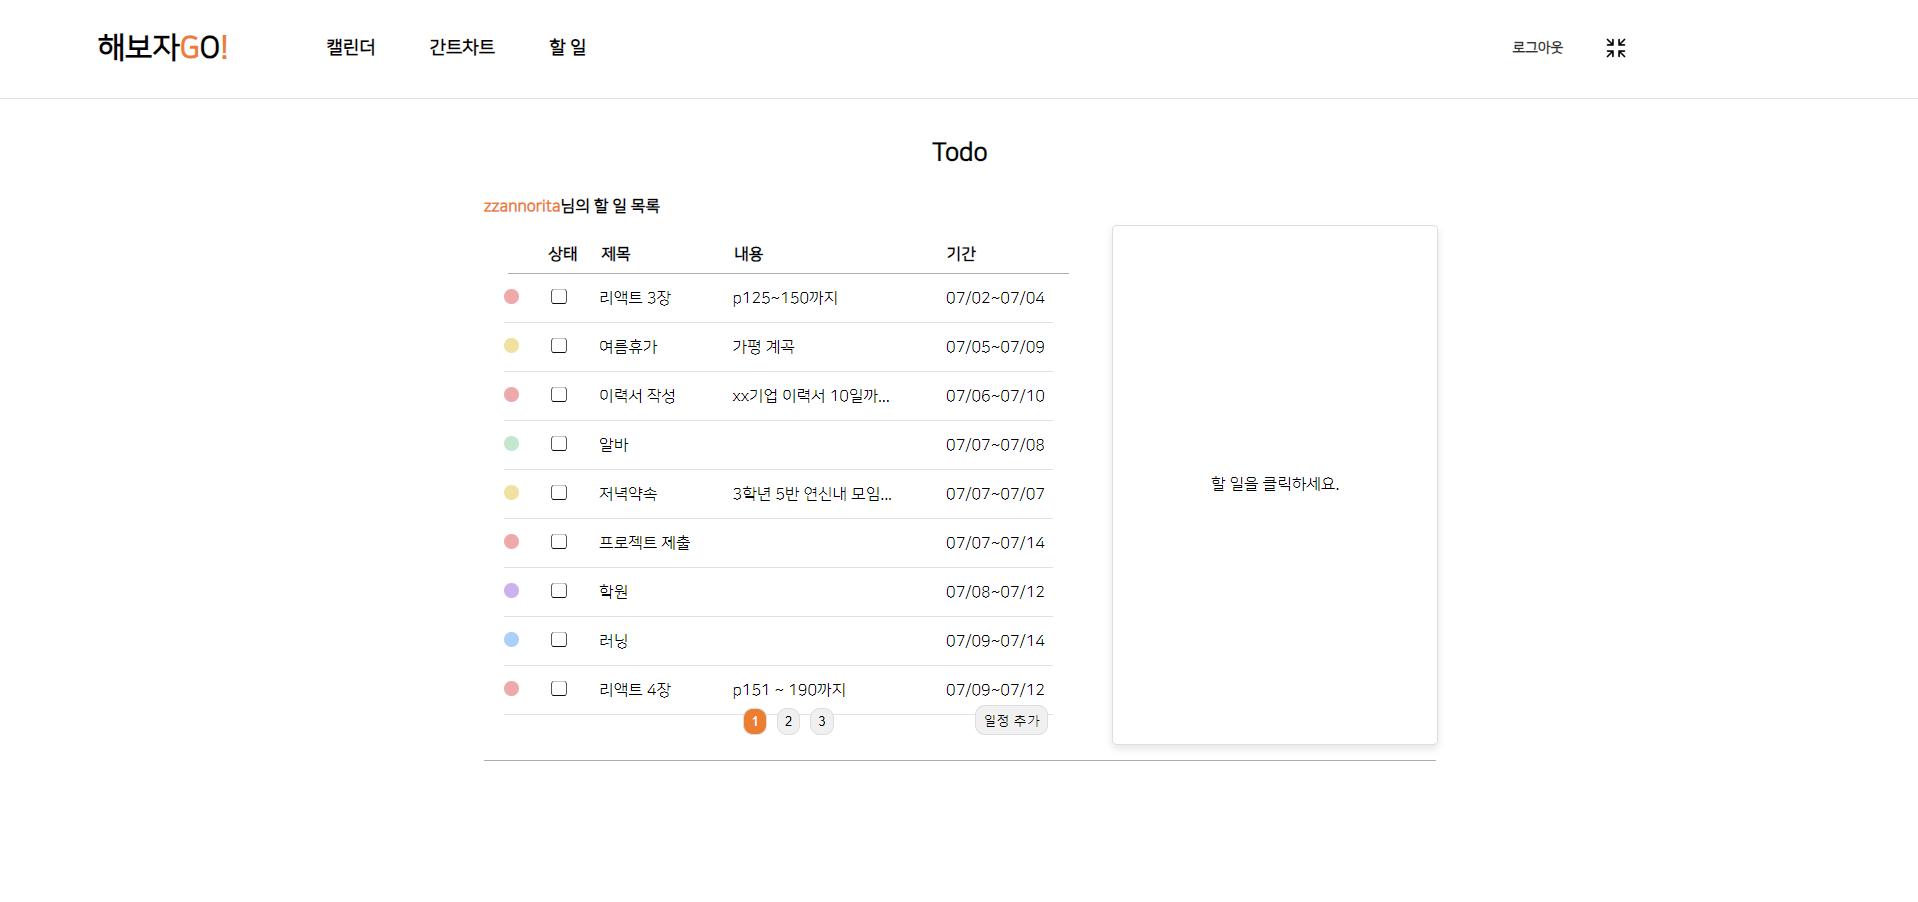 해보자GO! 캘린더 간트차트 할 일 로그아웃
Todo
zzannorita님의 할 일 목록
상태 제목 내용 기간
리액트 3장 p125~150까지 07/02~07/04
여름휴가 가평 계곡 07/05~07/09
이력서 작성 xx기업 이력서 10일까... 07/06~07/10
알바 07/07~07/08
저녁약속 3학년 5반 연신내 모임... 07/07~07/07
프로젝트 제출 07/07~07/14
학원 07/08~07/12
러닝 07/09~07/14
리액트 4장 p151 ~ 190까지 07/09~07/12
1 2 3 일정 추가
할 일을 클릭하세요.